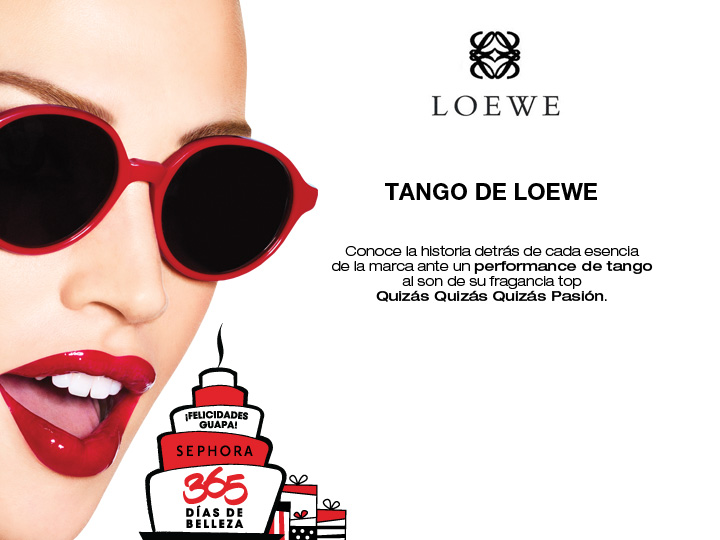 LOEWE
TANGO DE LOEWE
Conoce la historia detrás de cada esencia
de la marca ante un performance de tango
al son de su fragancia top
Quizás Quizás Quizás Pasión.
¡FELICIDADES
GUAPA!
SEPHORA
365
DÍAS DE
BELLEZA